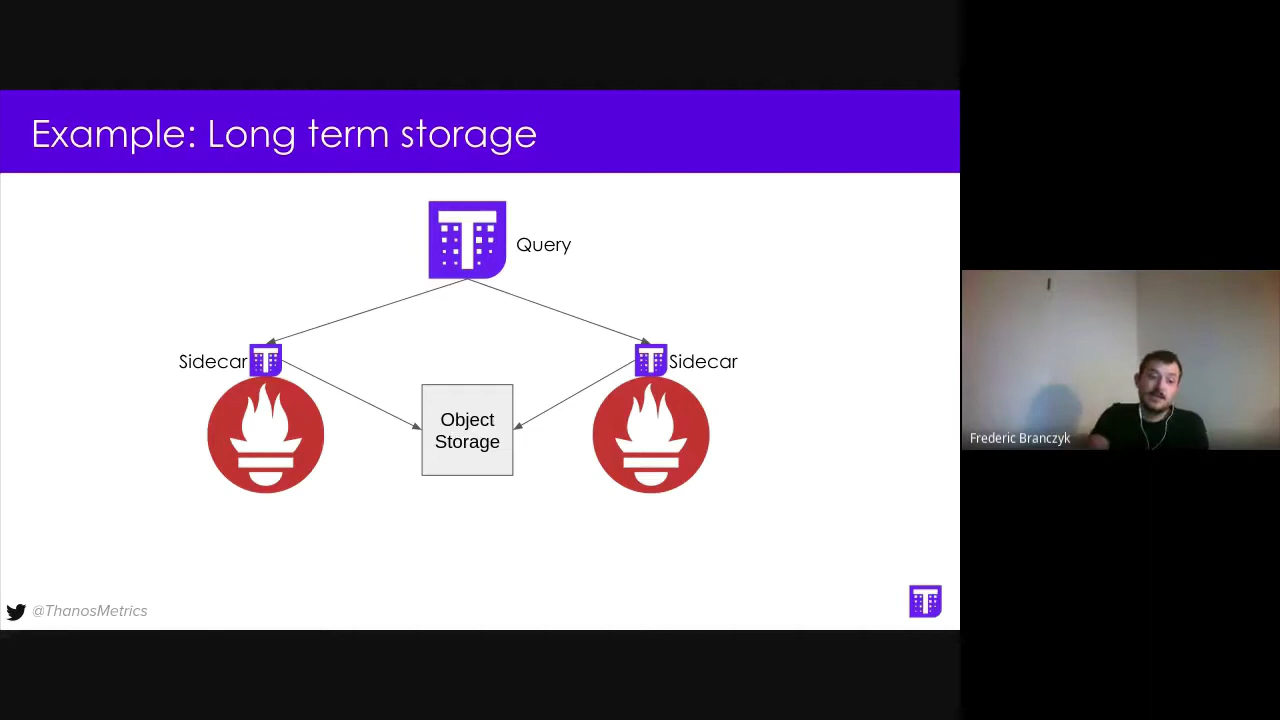 Example: Long term storage
Query
Sidecar
Sidecar
Object
Storage
Frederic Branczyk
@ThanosMetrics